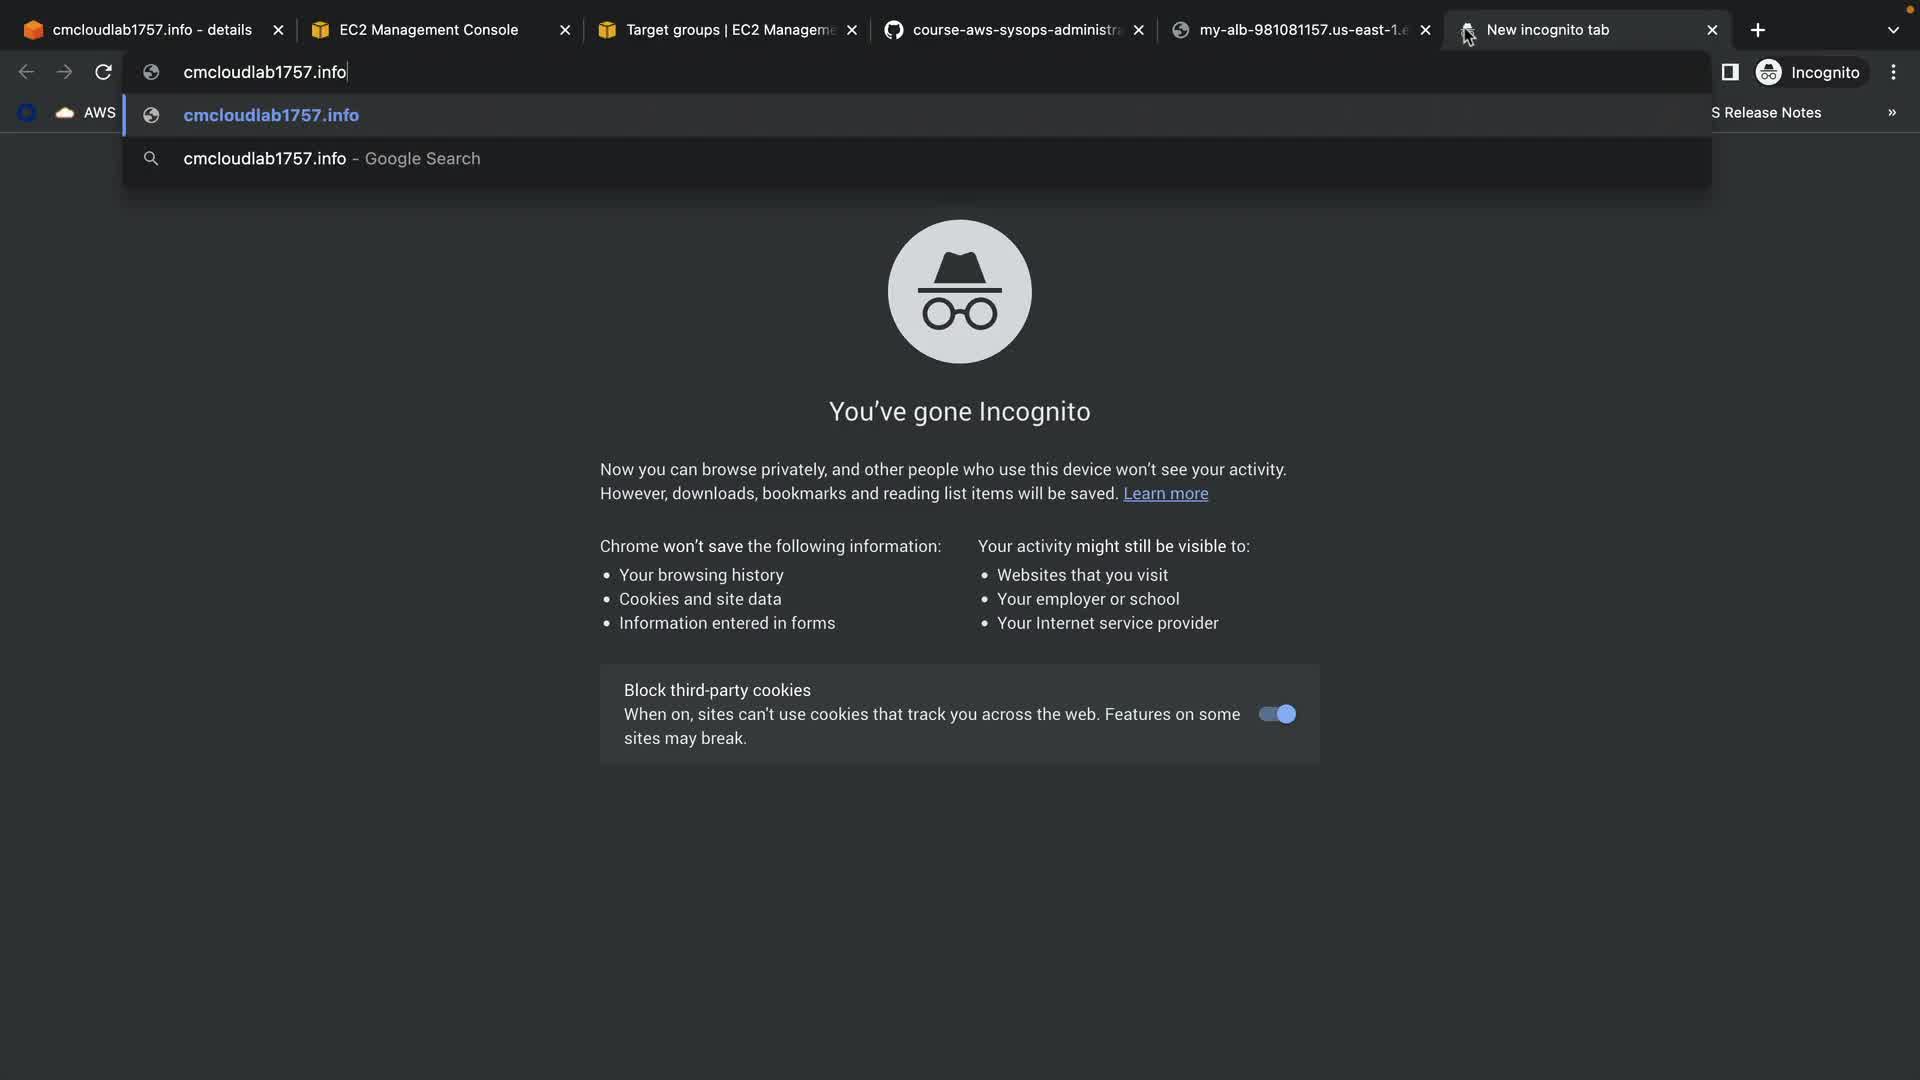 cmcloudlab1757.info - details
EC2 Management Console
Target groups | EC2 Manageme
course-aws-sysops-administra
my-alb-981081157.us-east-1.e
New incognito tab
cmcloudlab1757.info
Incognito
AWS
cmcloudlab1757.info
S Release Notes
»
cmcloudlab1757.info - Google Search
You've gone Incognito
Now you can browse privately, and other people who use this device won't see your activity.
However, downloads, bookmarks and reading list items will be saved. Learn more
Chrome won't save the following information:
• Your browsing history
• Cookies and site data
• Information entered in forms
Your activity might still be visible to:
• Websites that you visit
• Your employer or school
• Your Internet service provider
Block third-party cookies
When on, sites can't use cookies that track you across the web. Features on some
sites may break.